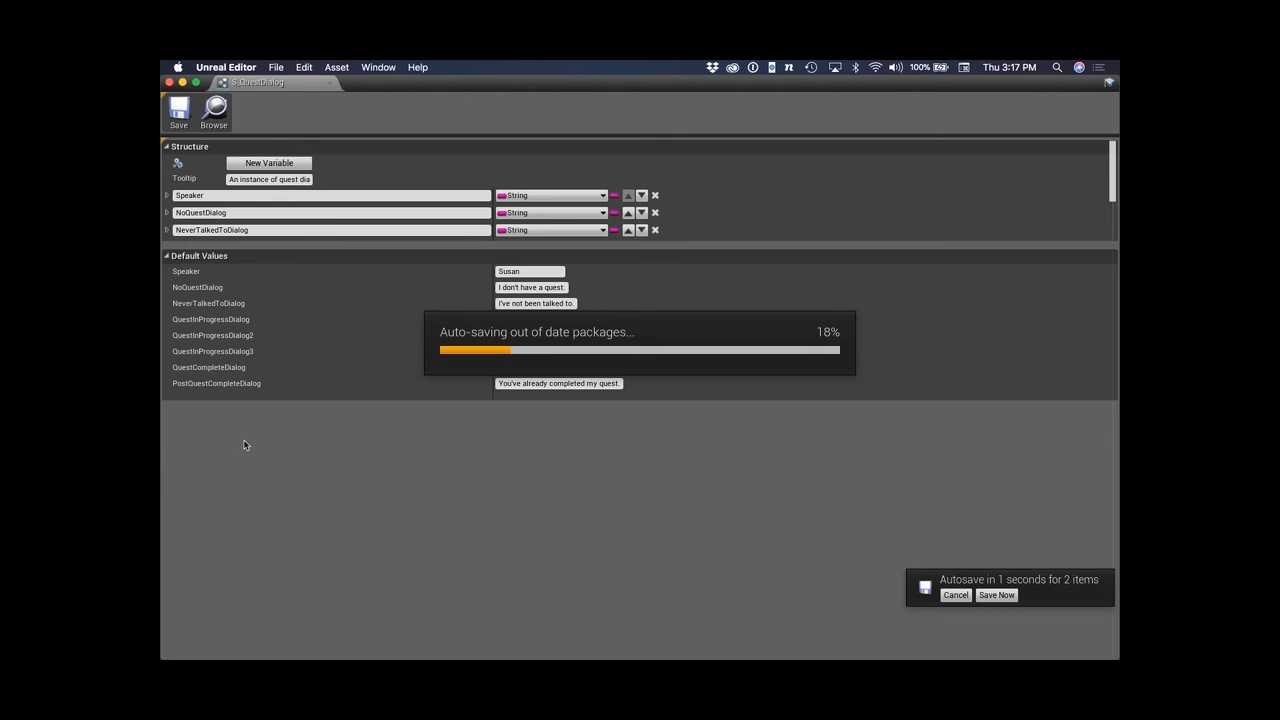 Unreal Editor File Edit Asset Window Help 100% Thu 3:17 PM
S_QuestDialog
Save Browse
Structure
New Variable
Tooltip An instance of quest dia
Speaker String
NoQuestDialog String
NeverTalkedToDialog String
Default Values
Speaker Susan
NoQuestDialog I don't have a quest.
NeverTalkedToDialog I've not been talked to.
QuestInProgressDialog
QuestInProgressDialog2
QuestInProgressDialog3
QuestCompleteDialog
PostQuestCompleteDialog You've already completed my quest.
Auto-saving out of date packages... 18%
Autosave in 1 seconds for 2 items
Cancel Save Now